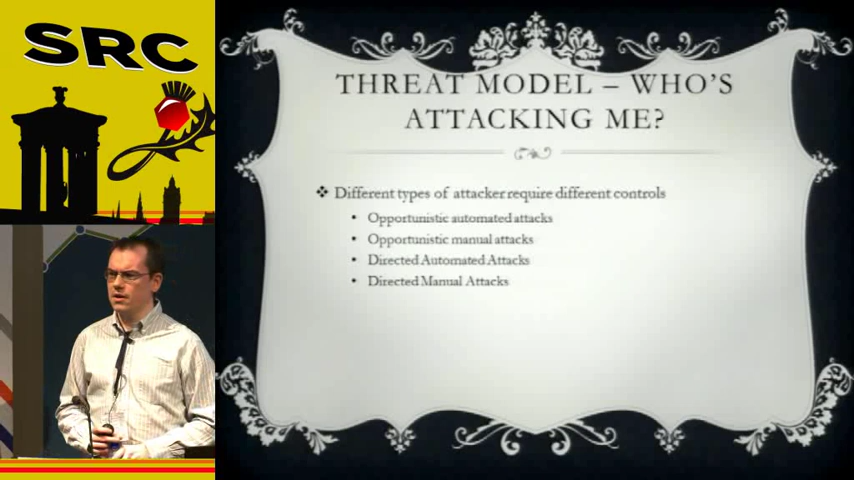 SRC
THREAT MODEL – WHO'S
ATTACKING ME?
Different types of attacker require different controls
Opportunistic automated attacks
Opportunistic manual attacks
Directed Automated Attacks
Directed Manual Attacks